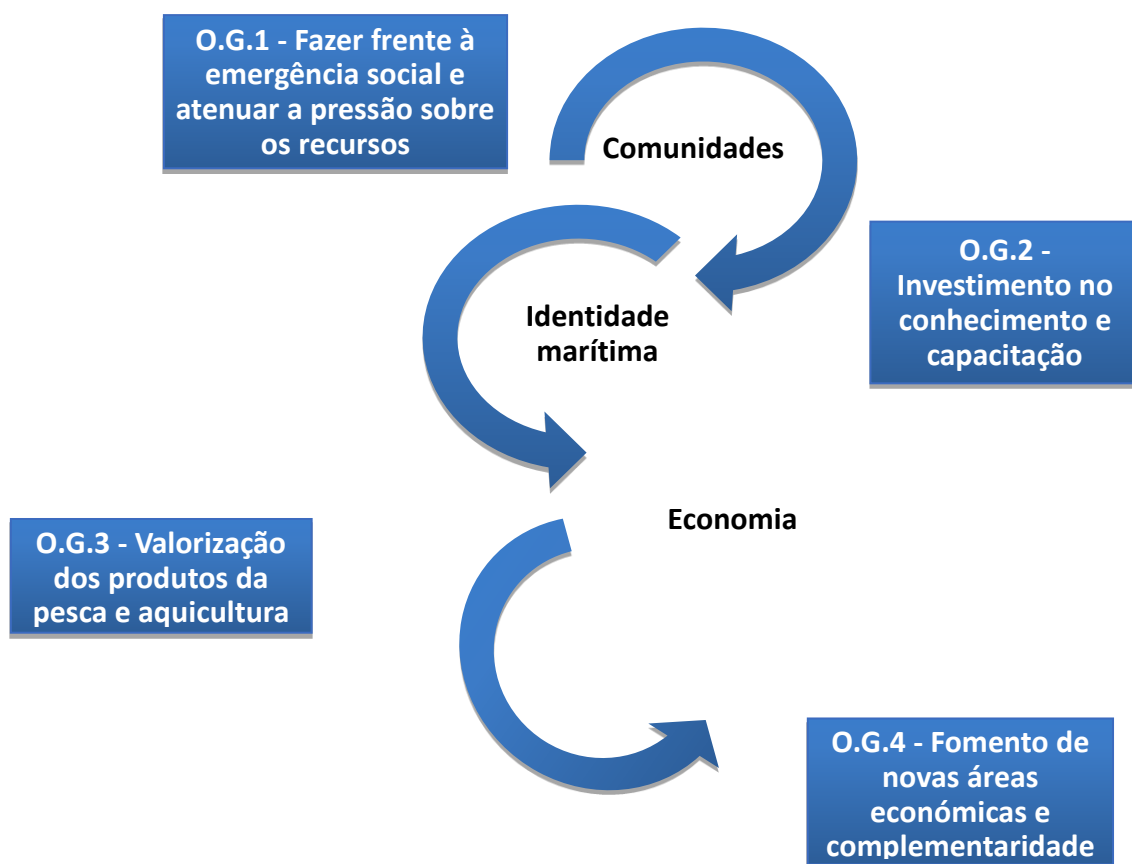 O.G.1 - Fazer frente à
emergência social e
atenuar a pressão sobre
os recursos
Comunidades
O.G.2 -
Investimento no
conhecimento e
capacitação
Identidade
marítima
Economia
O.G.3 - Valorização
dos produtos da
pesca e aquicultura
O.G.4 - Fomento de
novas áreas
económicas e
complementaridade